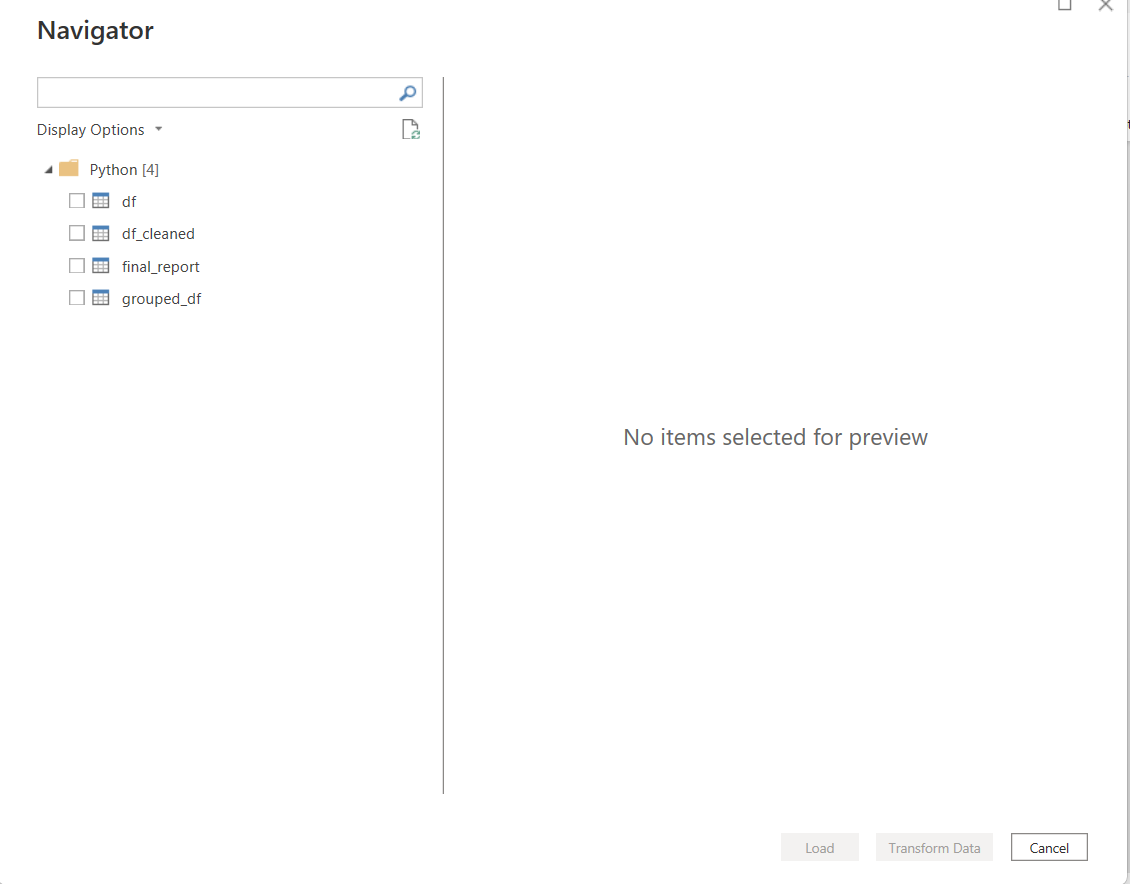 Navigator
Display Options
Python [4]
df
df_cleaned
final_report
grouped_df
No items selected for preview
Load
Transform Data
Cancel